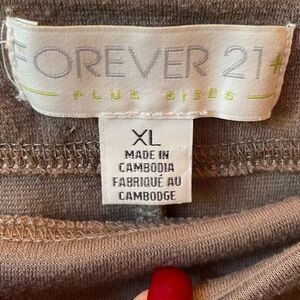 FOREVER 21+
PLUS SIZES
XL
MADE IN
CAMBODIA
FABRIQUÉ AU
CAMBODGE